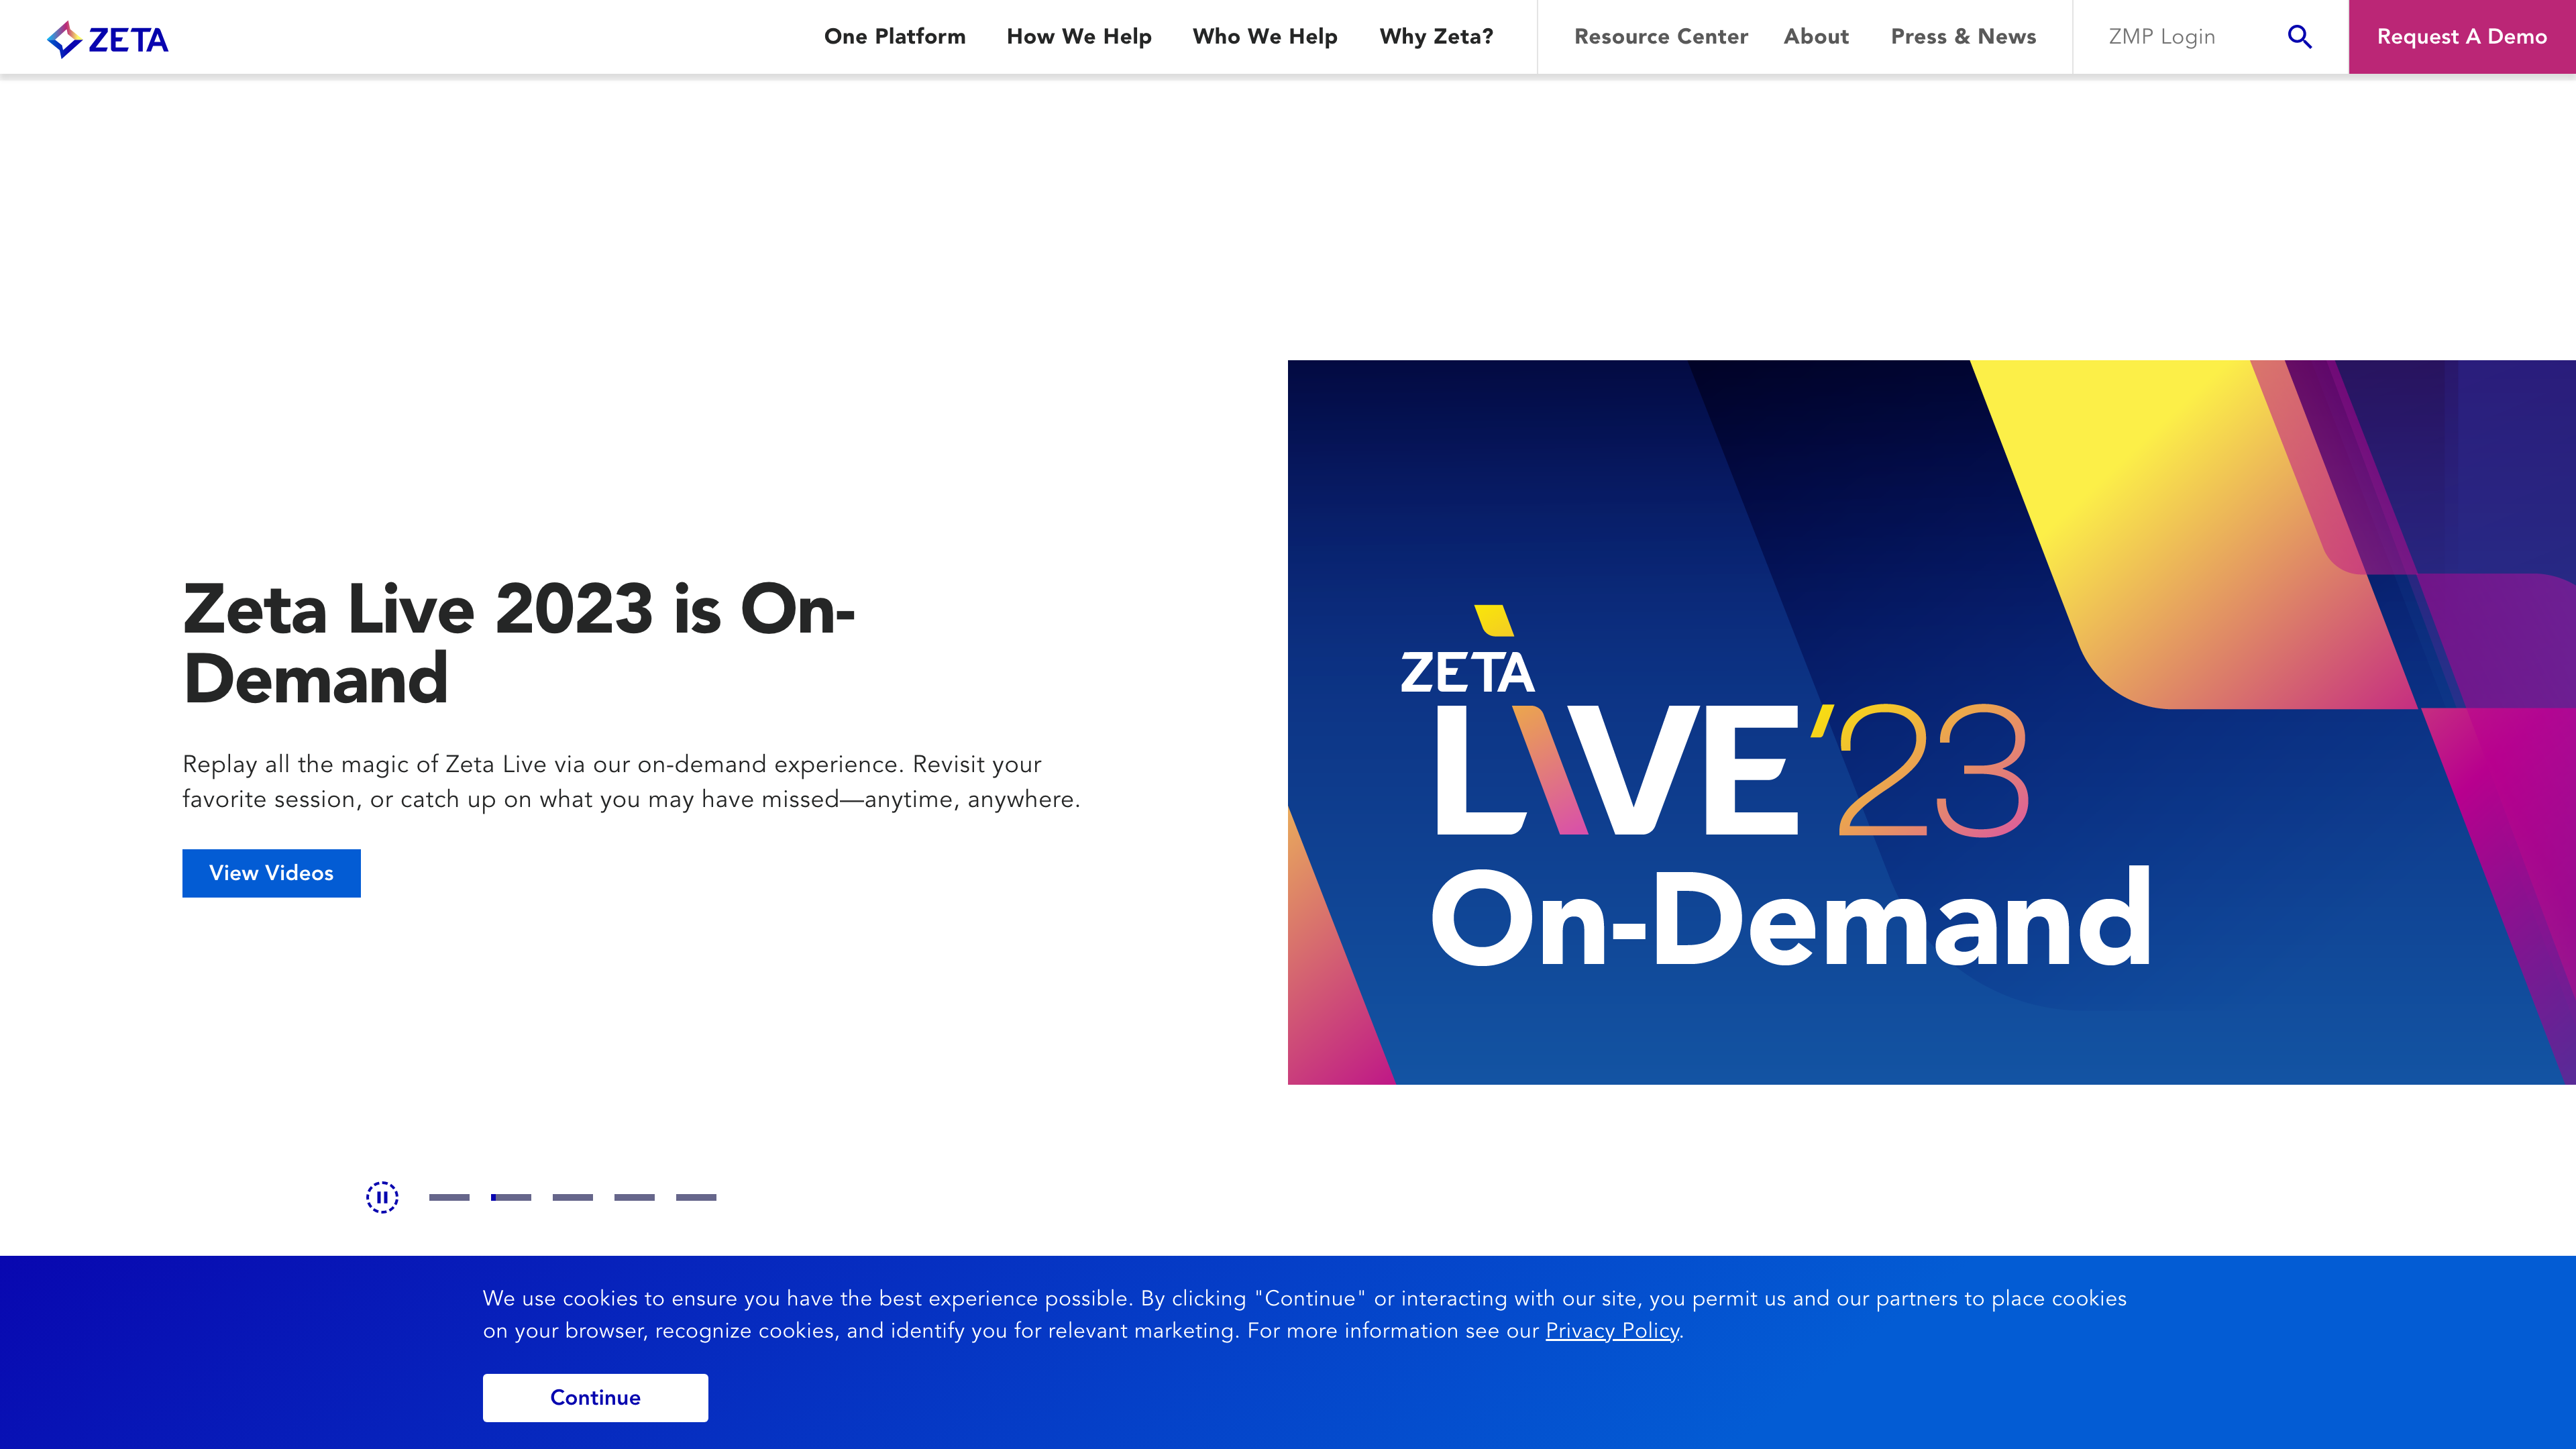 ZETA
One Platform
How We Help
Who We Help
Why Zeta?
Resource Center
About
Press & News
ZMP Login
Request A Demo
Zeta Live 2023 is On-
Demand
Replay all the magic of Zeta Live via our on-demand experience. Revisit your
favorite session, or catch up on what you may have missed—anytime, anywhere.
View Videos
ZETA
LIVE'23
On-Demand
We use cookies to ensure you have the best experience possible. By clicking "Continue" or interacting with our site, you permit us and our partners to place cookies
on your browser, recognize cookies, and identify you for relevant marketing. For more information see our Privacy Policy.
Continue